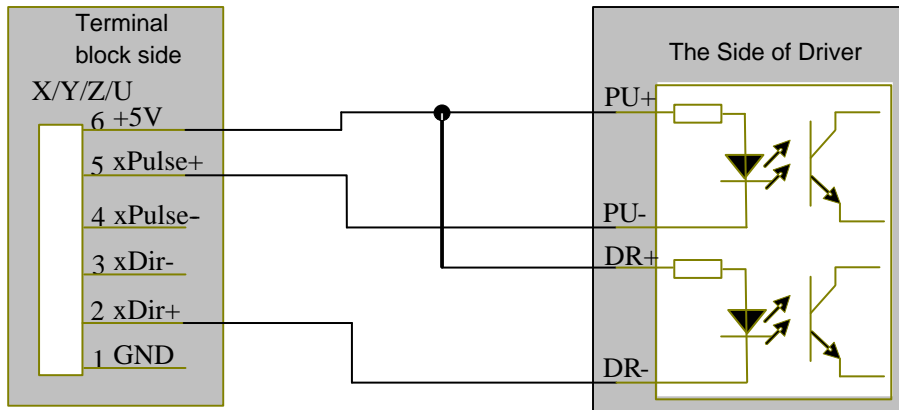 Terminal
block side
X/Y/Z/U
6 +5V
5 xPulse+
4 xPulse-
3 xDir-
2 xDir+
1 GND
The Side of Driver
PU+
PU-
DR+
DR-